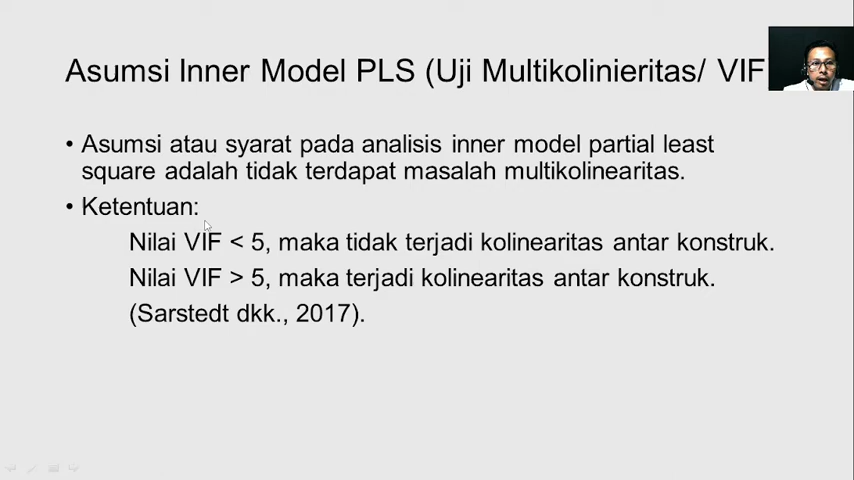 Asumsi Inner Model PLS (Uji Multikolinieritas/ VIF
• Asumsi atau syarat pada analisis inner model partial least
square adalah tidak terdapat masalah multikolinearitas.
• Ketentuan:
Nilai VIF < 5, maka tidak terjadi kolinearitas antar konstruk.
Nilai VIF > 5, maka terjadi kolinearitas antar konstruk.
(Sarstedt dkk., 2017).